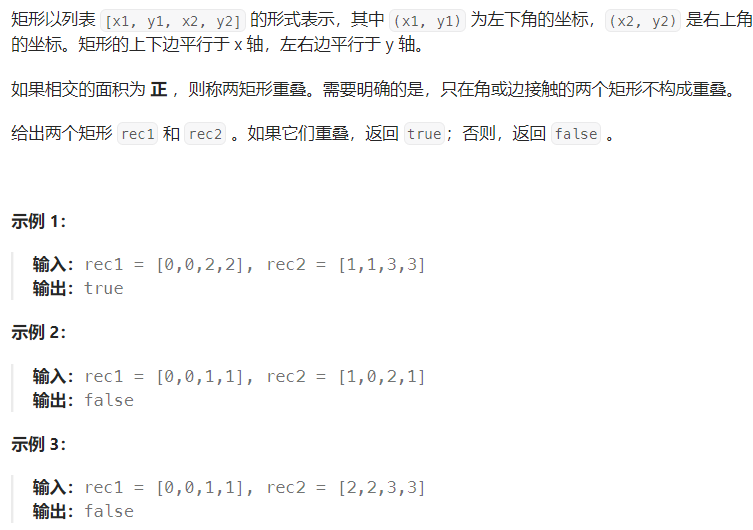 矩形以列表 [x1, y1, x2, y2] 的形式表示，其中 (x1, y1) 为左下角的坐标，(x2, y2) 是右上角
的坐标。矩形的上下边平行于 x 轴，左右边平行于 y 轴。
如果相交的面积为 正 ，则称两矩形重叠。需要明确的是，只在角或边接触的两个矩形不构成重叠。
给出两个矩形 rec1 和 rec2 。如果它们重叠，返回 true；否则，返回 false 。
示例 1：
输入：rec1 = [0,0,2,2], rec2 = [1,1,3,3]
输出：true
示例 2：
输入：rec1 = [0,0,1,1], rec2 = [1,0,2,1]
输出：false
示例 3：
输入：rec1 = [0,0,1,1], rec2 = [2,2,3,3]
输出：false